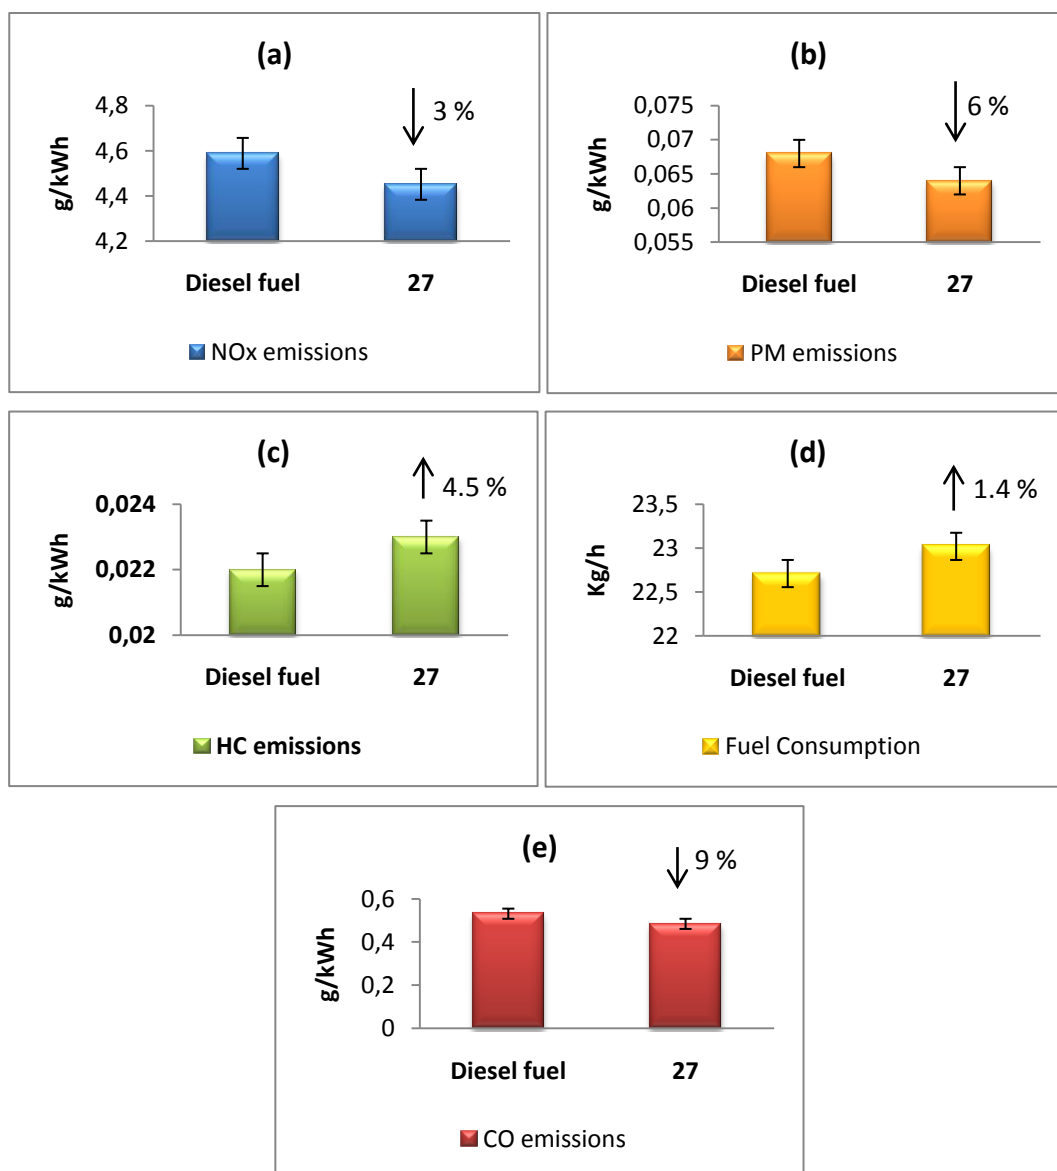 (a)
3 %
4,8
4,6
4,4
4,2
g/kWh
Diesel fuel 27
NOx emissions
(b)
6 %
0,075
0,07
0,065
0,06
0,055
g/kWh
Diesel fuel 27
PM emissions
(c)
4.5 %
0,024
0,022
0,02
g/kWh
Diesel fuel 27
HC emissions
(d)
1.4 %
23,5
23
22,5
22
Kg/h
Diesel fuel 27
Fuel Consumption
(e)
9 %
0,6
0,4
0,2
0
g/kWh
Diesel fuel 27
CO emissions